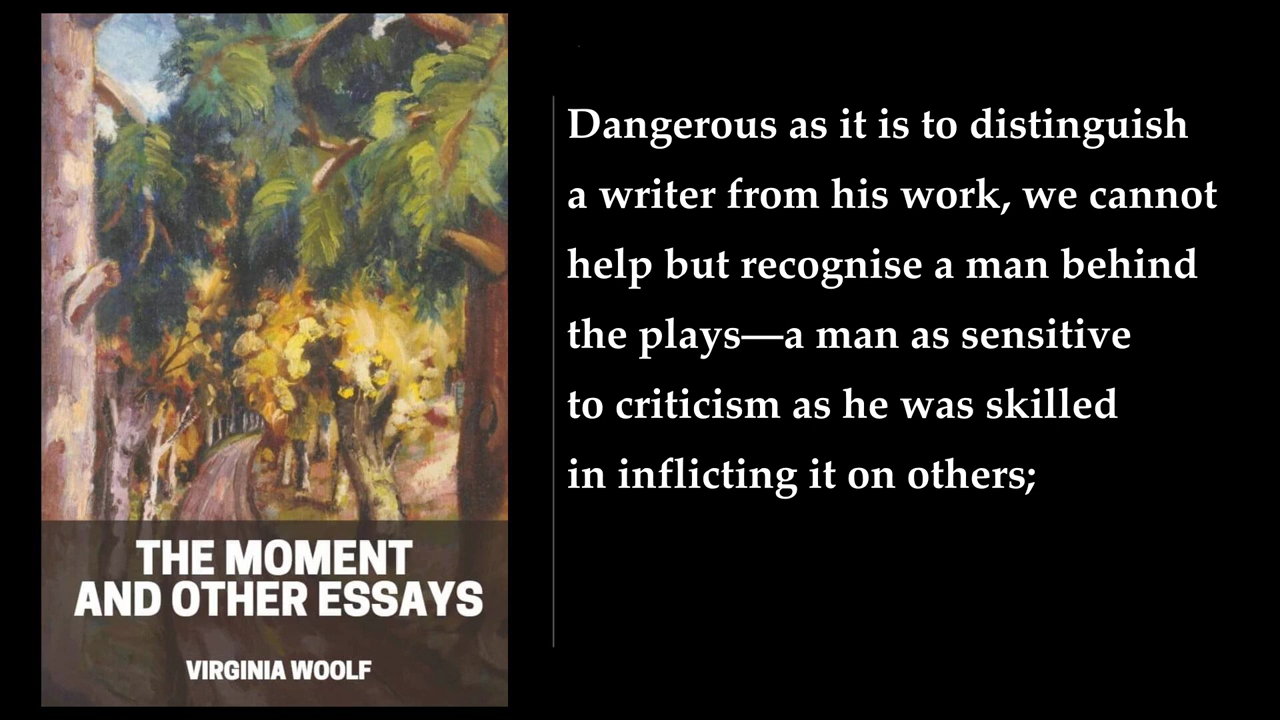 THE MOMENT
AND OTHER ESSAYS
VIRGINIA WOOLF
Dangerous as it is to distinguish
a writer from his work, we cannot
help but recognise a man behind
the plays—a man as sensitive
to criticism as he was skilled
in inflicting it on others;